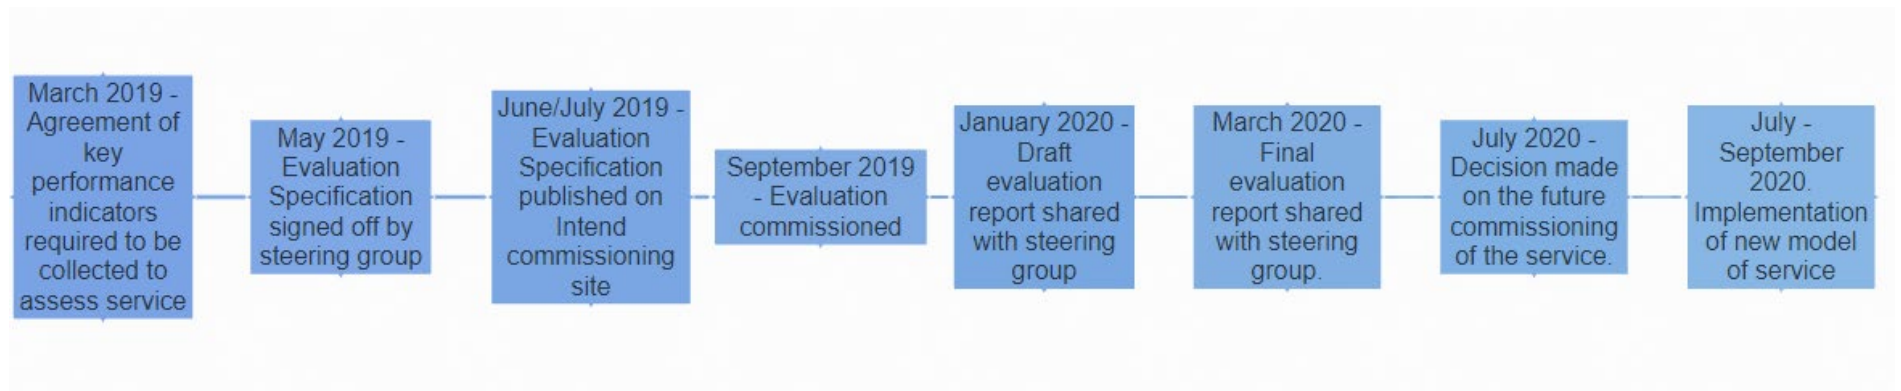 March 2019 -
Agreement of
key
performance
indicators
required to be
collected to
assess service
May 2019 -
Evaluation
Specification
signed off by
steering group
June/July 2019 -
Evaluation
Specification
published on
Intend
commissioning
site
September 2019
- Evaluation
commissioned
January 2020 -
Draft
evaluation
report shared
with steering
group
March 2020 -
Final
evaluation
report shared
with steering
group.
July 2020 -
Decision made
on the future
commissioning
of the service.
July -
September
2020.
Implementation
of new model
of service